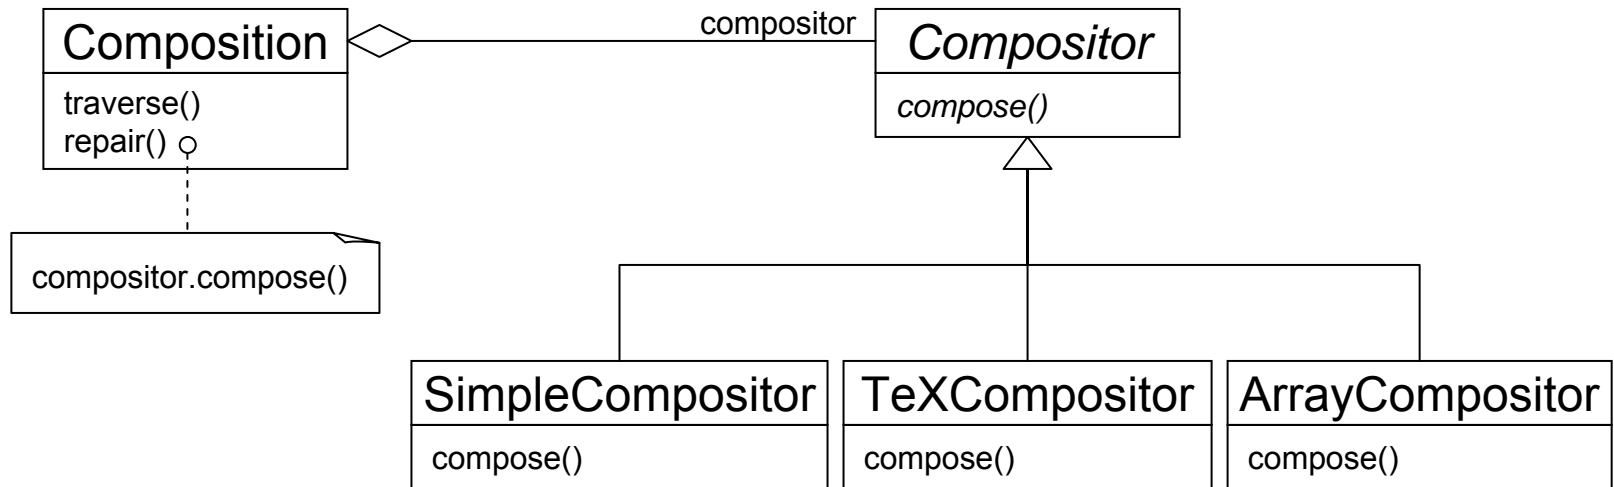 Composition
traverse()
repair()
compositor
Compositor
compose()
compositor.compose()
SimpleCompositor
compose()
TeXCompositor
compose()
ArrayCompositor
compose()